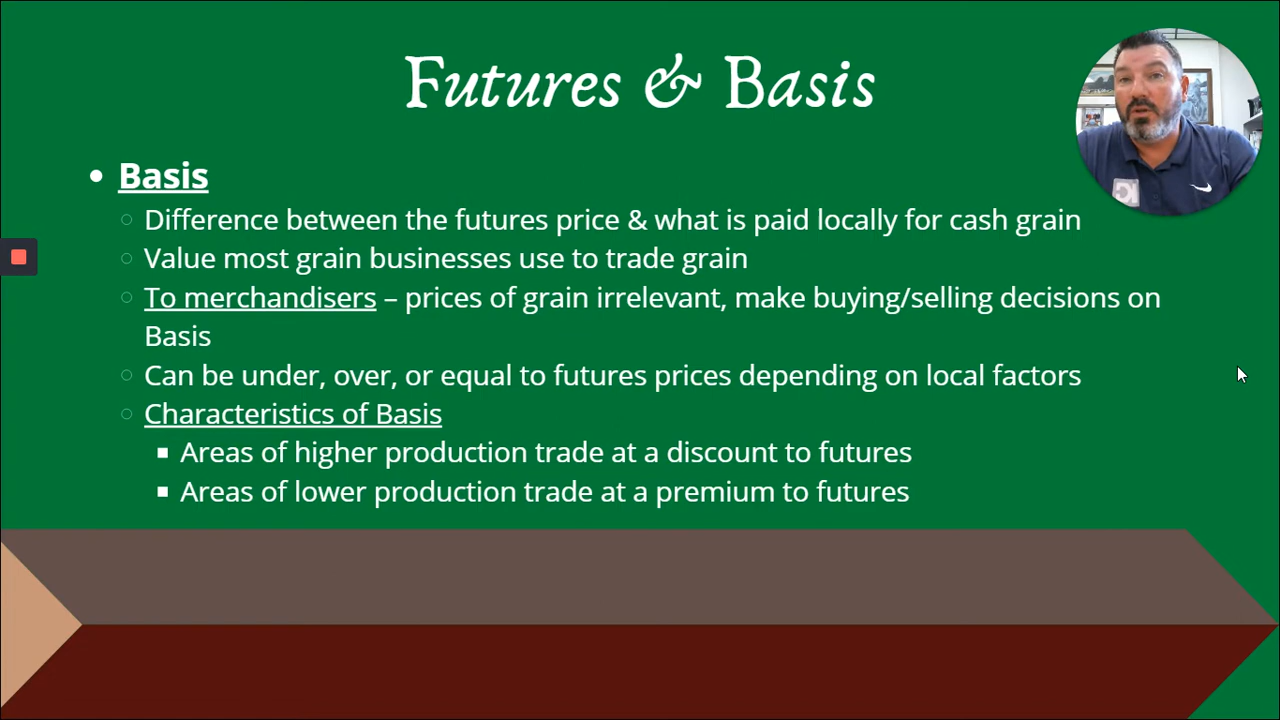 Futures & Basis
Basis
Difference between the futures price & what is paid locally for cash grain
Value most grain businesses use to trade grain
To merchandisers – prices of grain irrelevant, make buying/selling decisions on
Basis
Can be under, over, or equal to futures prices depending on local factors
Characteristics of Basis
Areas of higher production trade at a discount to futures
Areas of lower production trade at a premium to futures